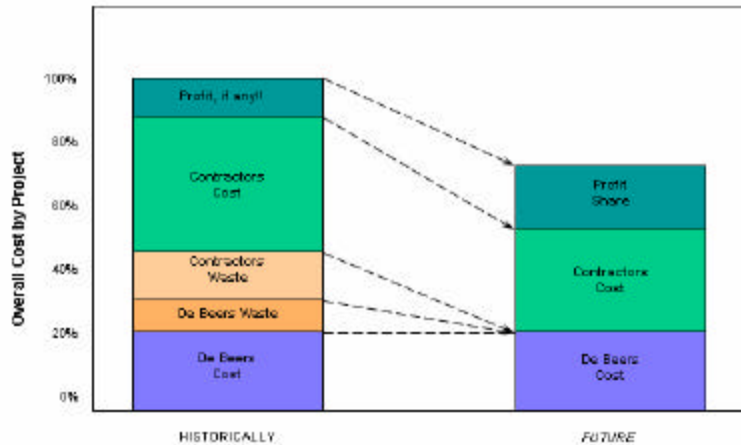 Overall Cost by Project
100%
80%
60%
40%
20%
0%
Profit, if any!!
Contractors
Cost
Contractors
Waste
De Beers Waste
De Beers
Cost
Profit
Share
Contractors
Cost
De Beers
Cost
HISTORICALLY
FUTURE